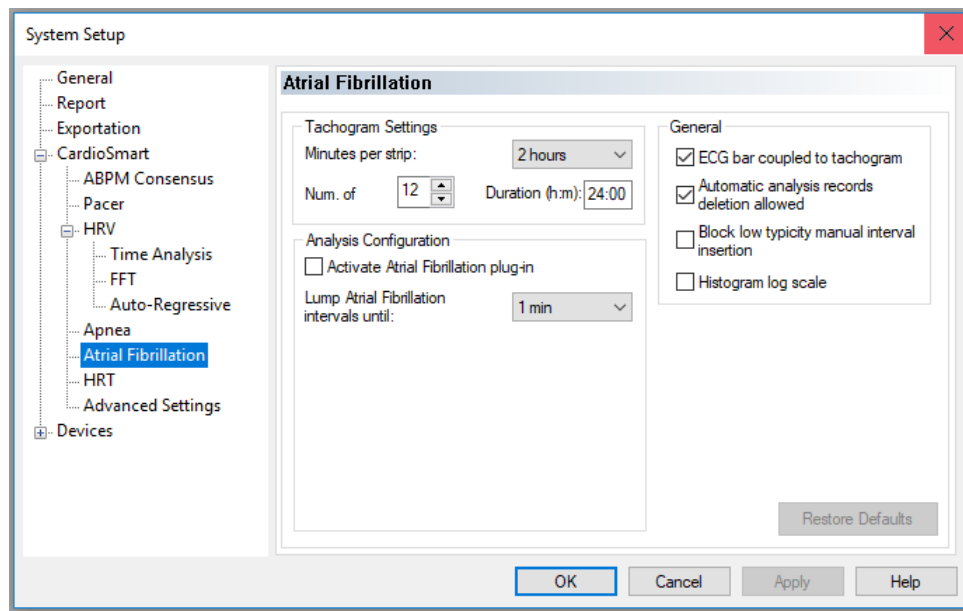 System Setup
General
Report
Exportation
CardioSmart
ABPM Consensus
Pacer
HRV
Time Analysis
FFT
Auto-Regressive
Apnea
Atrial Fibrillation
HRT
Advanced Settings
Devices
Atrial Fibrillation
Tachogram Settings
Minutes per strip: 2 hours
Num. of 12 Duration (h:m): 24:00
Analysis Configuration
Activate Atrial Fibrillation plug-in
Lump Atrial Fibrillation
intervals until: 1 min
General
ECG bar coupled to tachogram
Automatic analysis records
deletion allowed
Block low typicity manual interval
insertion
Histogram log scale
Restore Defaults
OK Cancel Apply Help